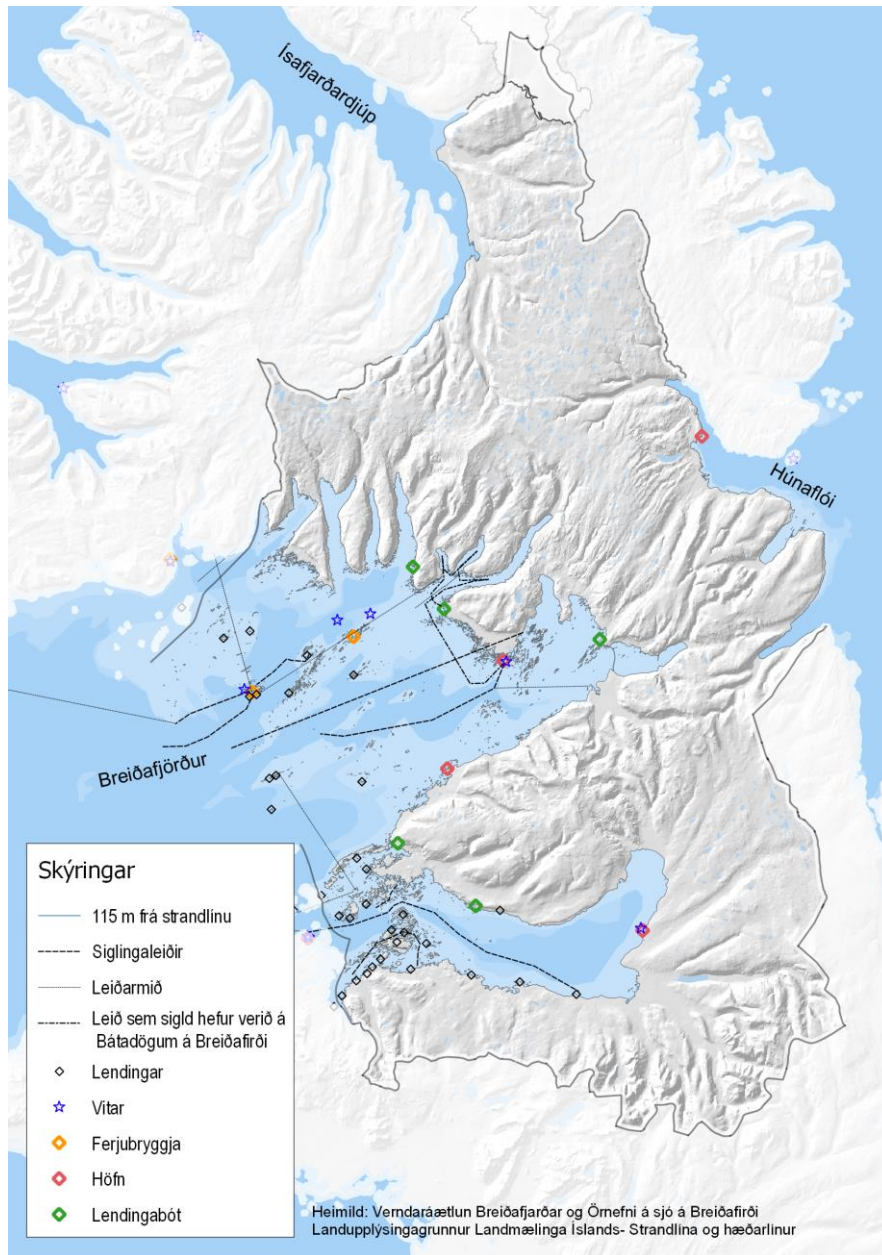 Ísafjarðardjúp
Húnaflói
Breiðafjörður
Skýringar
115 m frá strandlínu
Siglingaleiðir
Leiðarmið
Leið sem sigld hefur verið á
Bátadögum á Breiðafirði
Lendingar
Vitar
Ferjubryggja
Höfn
Lendingabót
Heimild: Verndaráætlun Breiðafjarðar og Örnefni á sjó á Breiðafirði
Landupplýsingagrunnur Landmælinga Íslands- Strandlína og hæðarlínur